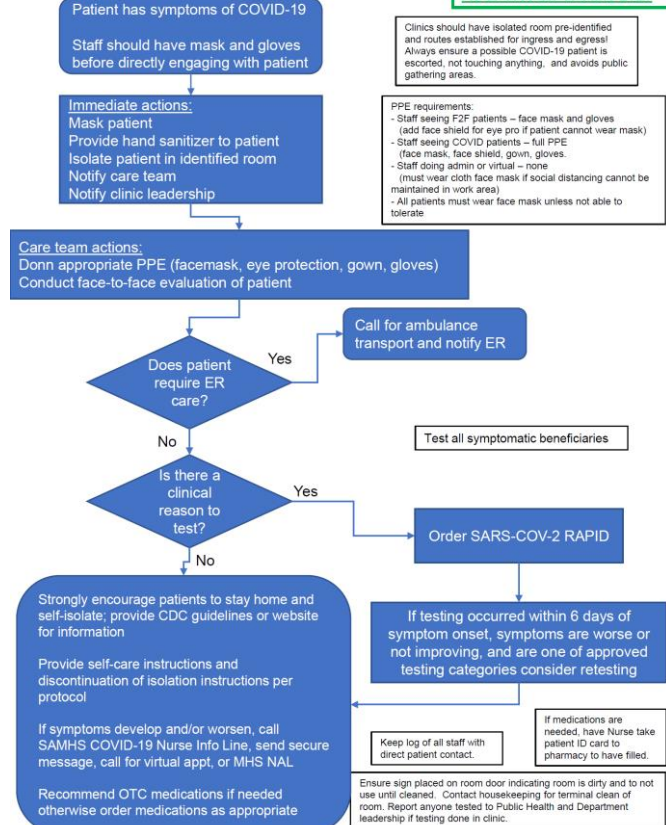 Patient has symptoms of COVID-19
Staff should have mask and gloves
before directly engaging with patient
Clinics should have isolated room pre-identified
and routes established for ingress and egress!
Always ensure a possible COVID-19 patient is
escorted, not touching anything, and avoids public
gathering areas.
Immediate actions:
Mask patient
Provide hand sanitizer to patient
Isolate patient in identified room
Notify care team
Notify clinic leadership
PPE requirements:
- Staff seeing F2F patients – face mask and gloves
(add face shield for eye pro if patient cannot wear mask)
- Staff seeing COVID patients – full PPE
(face mask, face shield, gown, gloves.
- Staff doing admin or virtual – none
(must wear cloth face mask if social distancing cannot be
maintained in work area)
- All patients must wear face mask unless not able to
tolerate
Care team actions:
Donn appropriate PPE (facemask, eye protection, gown, gloves)
Conduct face-to-face evaluation of patient
Does patient
require ER
care?
Yes
Call for ambulance
transport and notify ER
No
Test all symptomatic beneficiaries
Is there a
clinical
reason to
test?
Yes
Order SARS-COV-2 RAPID
No
If testing occurred within 6 days of
symptom onset, symptoms are worse or
not improving, and are one of approved
testing categories consider retesting
Strongly encourage patients to stay home and
self-isolate; provide CDC guidelines or website
for information
Provide self-care instructions and
discontinuation of isolation instructions per
protocol
If symptoms develop and/or worsen, call
SAMHS COVID-19 Nurse Info Line, send secure
message, call for virtual appt, or MHS NAL
Recommend OTC medications if needed
otherwise order medications as appropriate
Keep log of all staff with
direct patient contact.
If medications are
needed, have Nurse take
patient ID card to
pharmacy to have filled.
Ensure sign placed on room door indicating room is dirty and to not
use until cleaned. Contact housekeeping for terminal clean of
room. Report anyone tested to Public Health and Department
leadership if testing done in clinic.